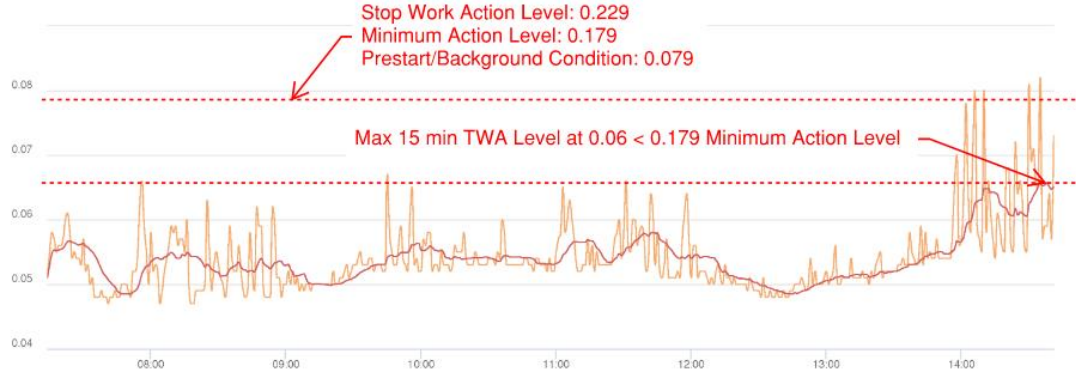 Stop Work Action Level: 0.229
Minimum Action Level: 0.179
Prestart/Background Condition: 0.079
0.08
Max 15 min TWA Level at 0.06 < 0.179 Minimum Action Level
0.07
0.06
0.05
0.04
08:00 09:00 10:00 11:00 12:00 13:00 14:00